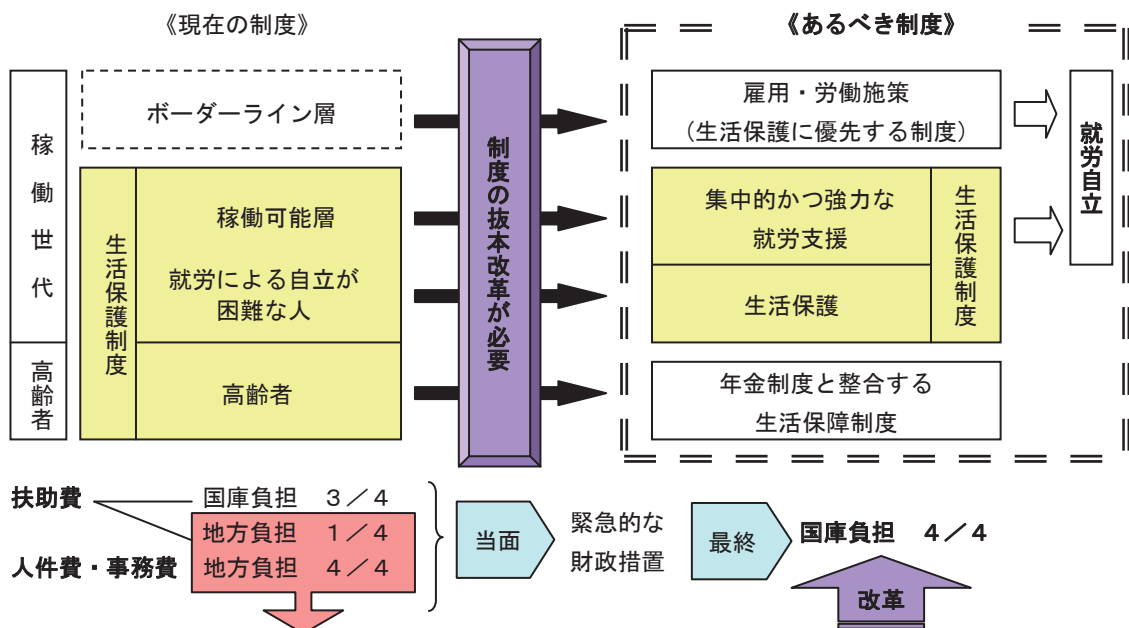 《現在の制度》
《あるべき制度》
稼働世代
高齢者
ボーダーライン層
生活保護制度
稼働可能層
就労による自立が
困難な人
高齢者
制度の抜本改革が必要
雇用・労働施策
(生活保護に優先する制度)
集中的かつ強力な
就労支援
生活保護
生活保護制度
年金制度と整合する
生活保障制度
就労自立
扶助費
国庫負担 3/4
地方負担 1/4
人件費・事務費
地方負担 4/4
当面
緊急的な
財政措置
最終
国庫負担 4/4
改革